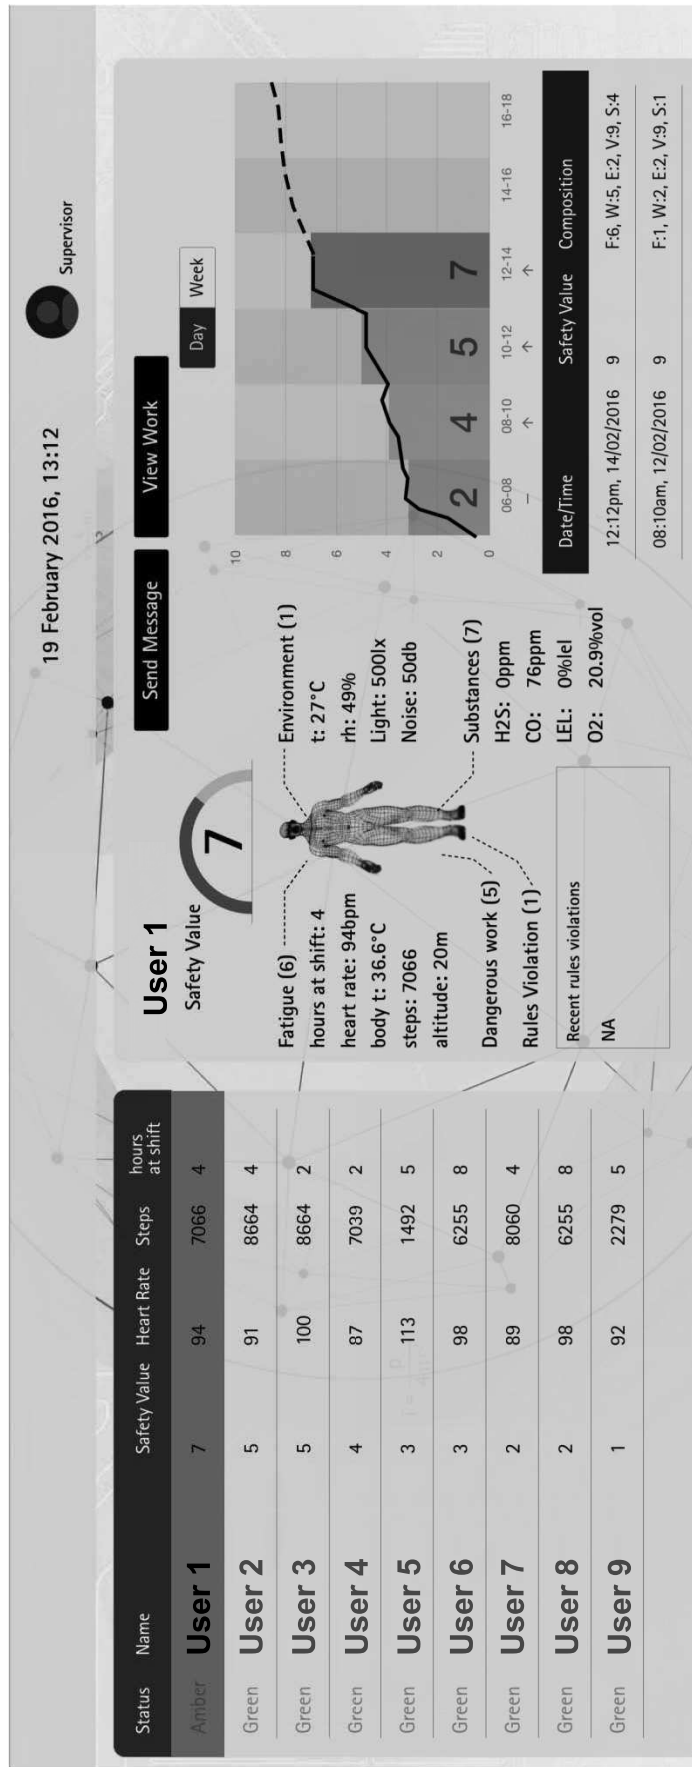 19 February 2016, 13:12
Supervisor
Status Name Safety Value Heart Rate Steps hours at shift
Amber User 1 7 94 7066 4
Green User 2 5 91 8664 4
Green User 3 5 100 8664 2
Green User 4 4 87 7039 2
Green User 5 3 113 1492 5
Green User 6 3 98 6255 8
Green User 7 2 89 8060 4
Green User 8 2 98 6255 8
Green User 9 1 92 2279 5
User 1
Safety Value
7
Send Message
View Work
Fatigue (6)
hours at shift: 4
heart rate: 94bpm
body t: 36.6°C
steps: 7066
altitude: 20m
Dangerous work (5)
Rules Violation (1)
Recent rules violations
NA
Environment (1)
t: 27°C
rh: 49%
Light: 500lx
Noise: 50db
Substances (7)
H2S: 0ppm
CO: 76ppm
LEL: 0%lel
O2: 20.9%vol
Day Week
10
8
6
4
2
0
2 4 5 7
06-08 08-10 10-12 12-14 14-16 16-18
– ↑ ↑ ↑
Date/Time Safety Value Composition
12:12pm, 14/02/2016 9 F:6, W:5, E:2, V:9, S:4
08:10am, 12/02/2016 9 F:1, W:2, E:2, V:9, S:1